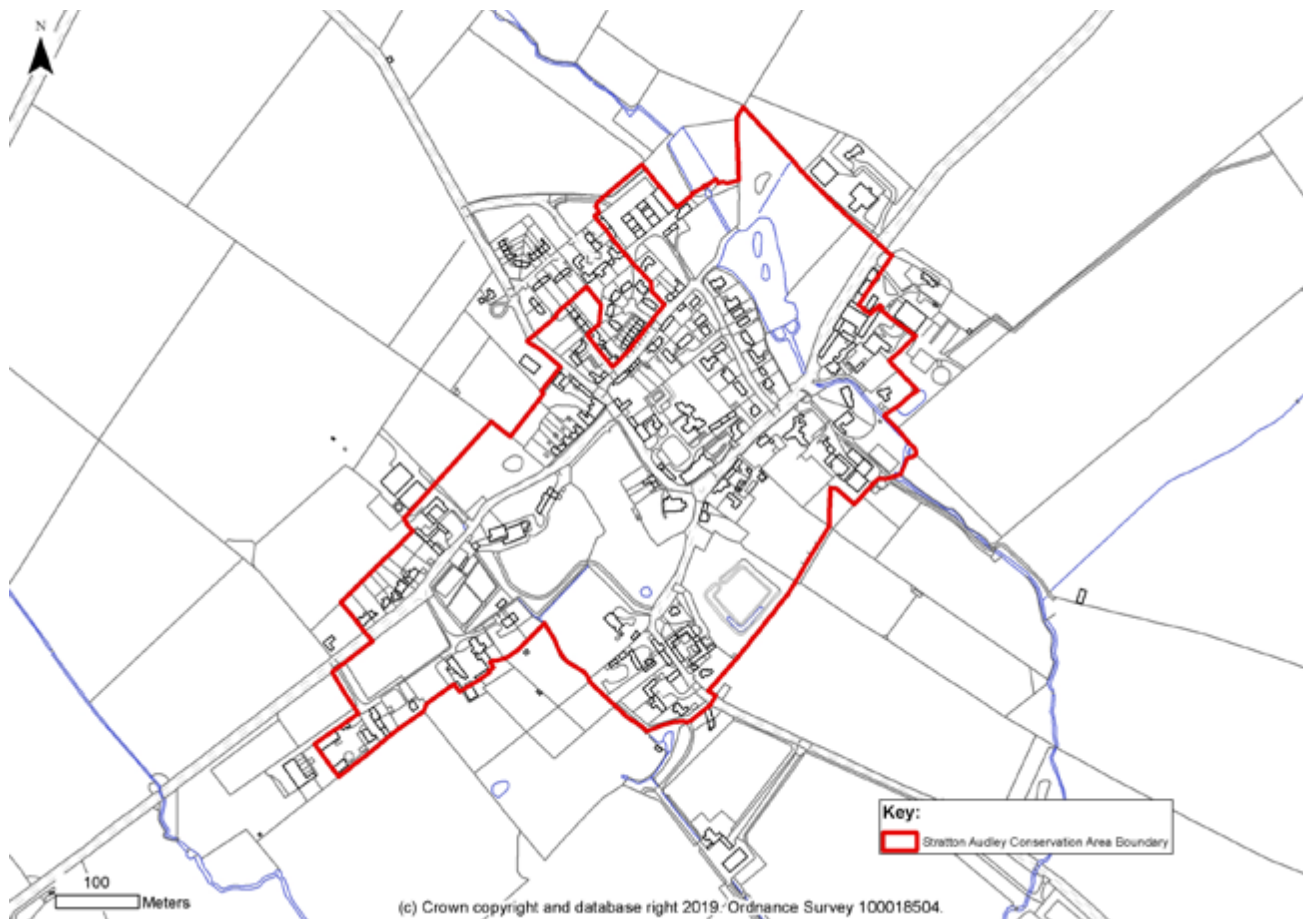 N
Key:
Stratton Audley Conservation Area Boundary
100
Meters
(c) Crown copyright and database right 2019. Ordnance Survey 100018504.